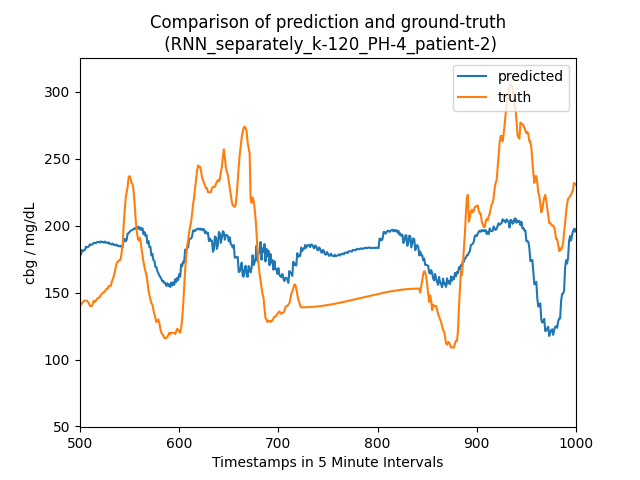 Comparison of prediction and ground-truth
(RNN_separately_k-120_PH-4_patient-2)
predicted
truth
cbg / mg/dL
300
250
200
150
100
50
500
600
700
800
900
1000
Timestamps in 5 Minute Intervals